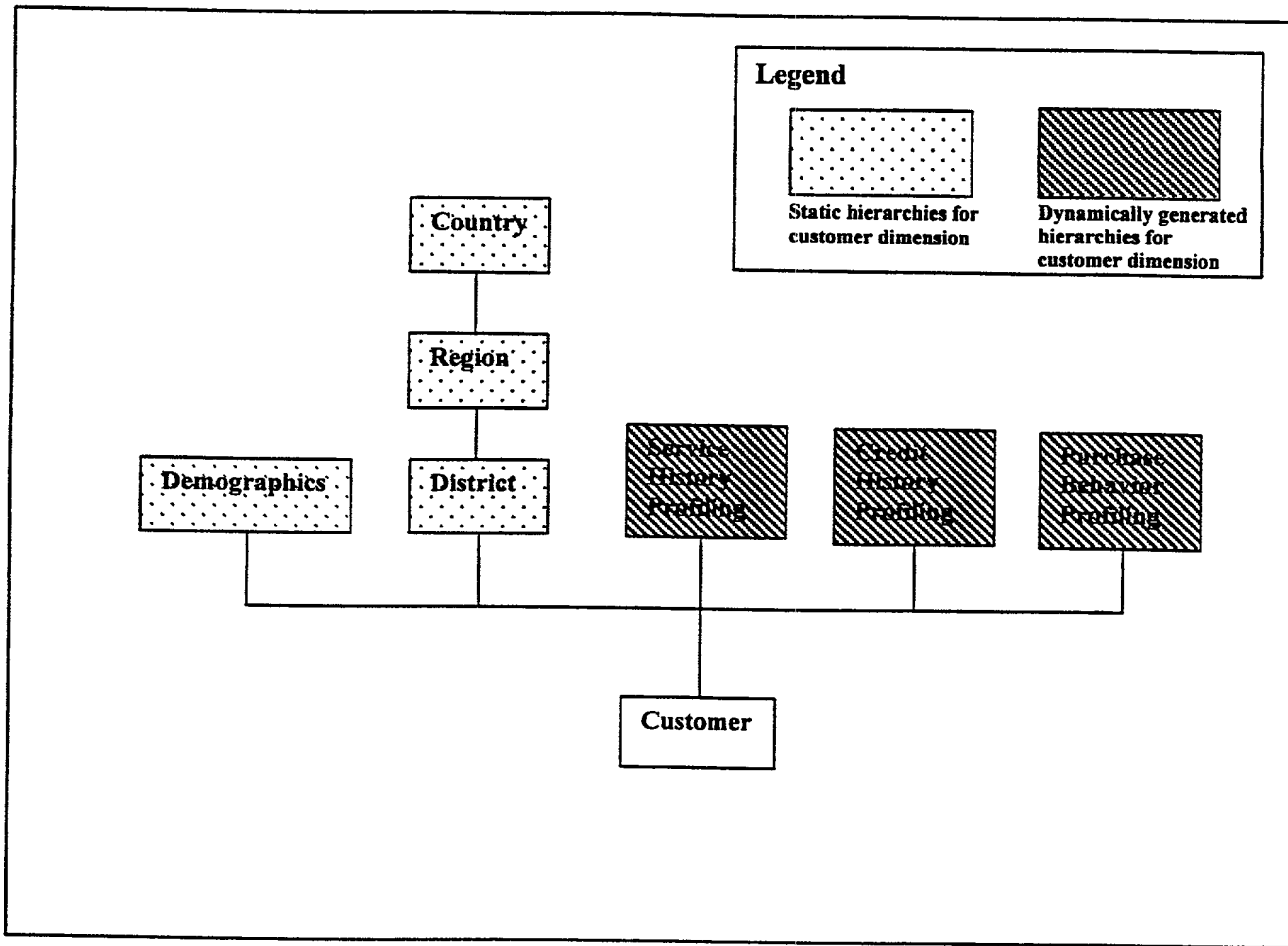 Legend
Static hierarchies for
customer dimension
Dynamically generated
hierarchies for
customer dimension
Country
Region
Demographics
District
Service
History
Profiling
Credit
History
Profiling
Purchase
Behavior
Profiling
Customer